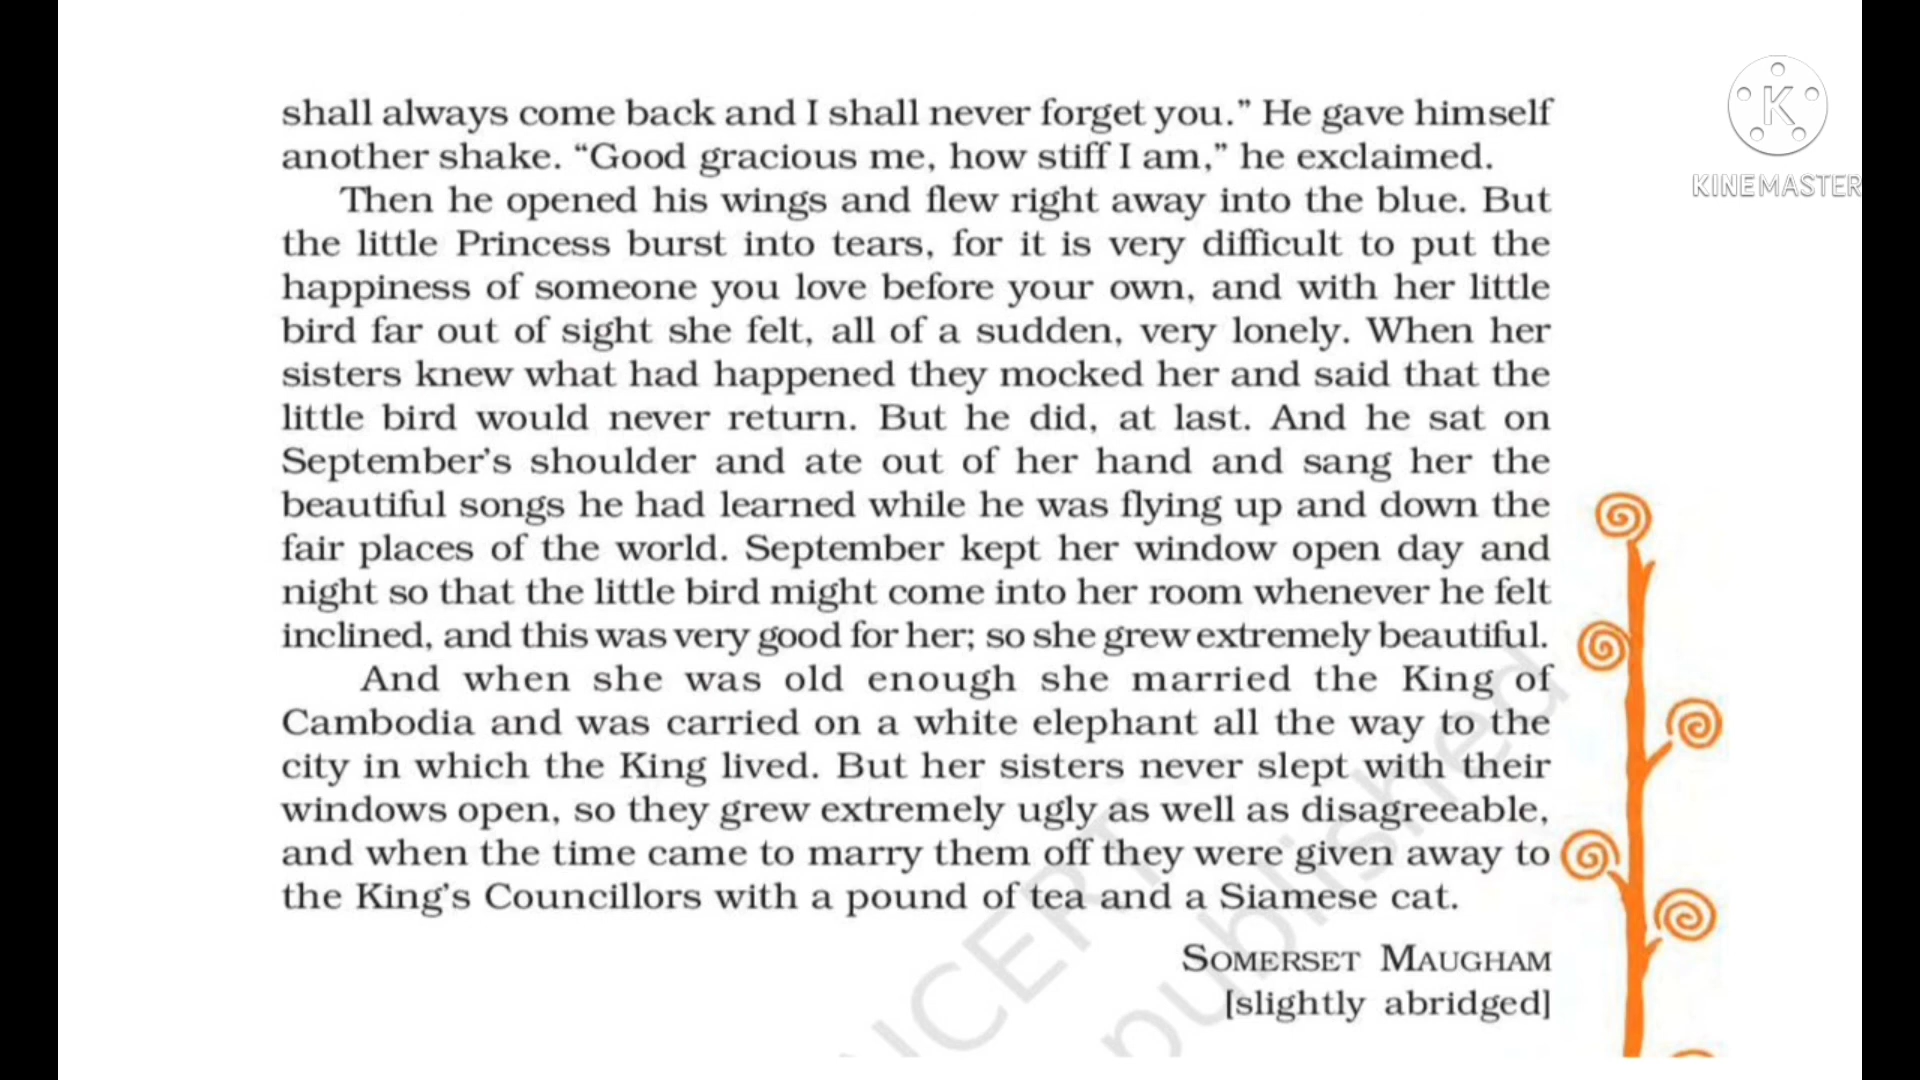 shall always come back and I shall never forget you.” He gave himself
another shake. “Good gracious me, how stiff I am,” he exclaimed.
Then he opened his wings and flew right away into the blue. But
the little Princess burst into tears, for it is very difficult to put the
happiness of someone you love before your own, and with her little
bird far out of sight she felt, all of a sudden, very lonely. When her
sisters knew what had happened they mocked her and said that the
little bird would never return. But he did, at last. And he sat on
September’s shoulder and ate out of her hand and sang her the
beautiful songs he had learned while he was flying up and down the
fair places of the world. September kept her window open day and
night so that the little bird might come into her room whenever he felt
inclined, and this was very good for her; so she grew extremely beautiful.
And when she was old enough she married the King of
Cambodia and was carried on a white elephant all the way to the
city in which the King lived. But her sisters never slept with their
windows open, so they grew extremely ugly as well as disagreeable,
and when the time came to marry them off they were given away to
the King’s Councillors with a pound of tea and a Siamese cat.
SOMERSET MAUGHAM
[slightly abridged]
K
KINEMASTER
NCERT
published